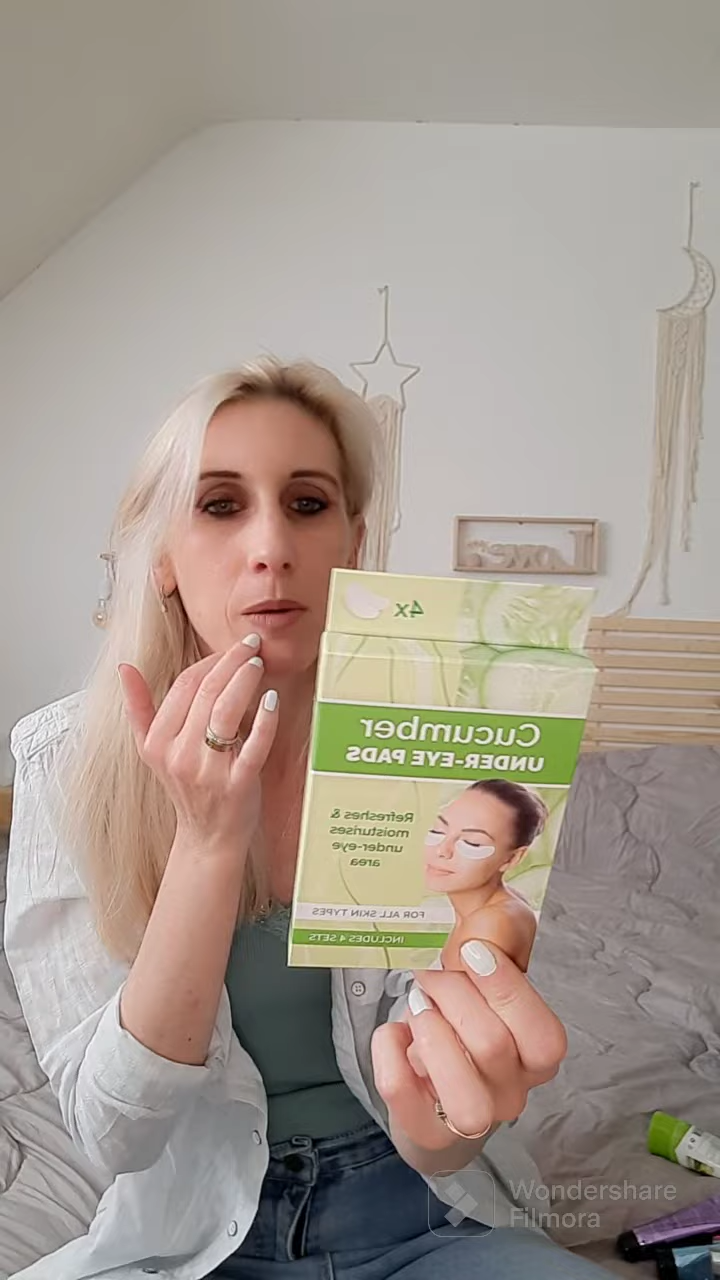 4x
Cucumber
UNDER-EYE PADS
Refreshes &
moisturises
under-eye
area
FOR ALL SKIN TYPES
INCLUDES 4 SETS
Wondershare
Filmora